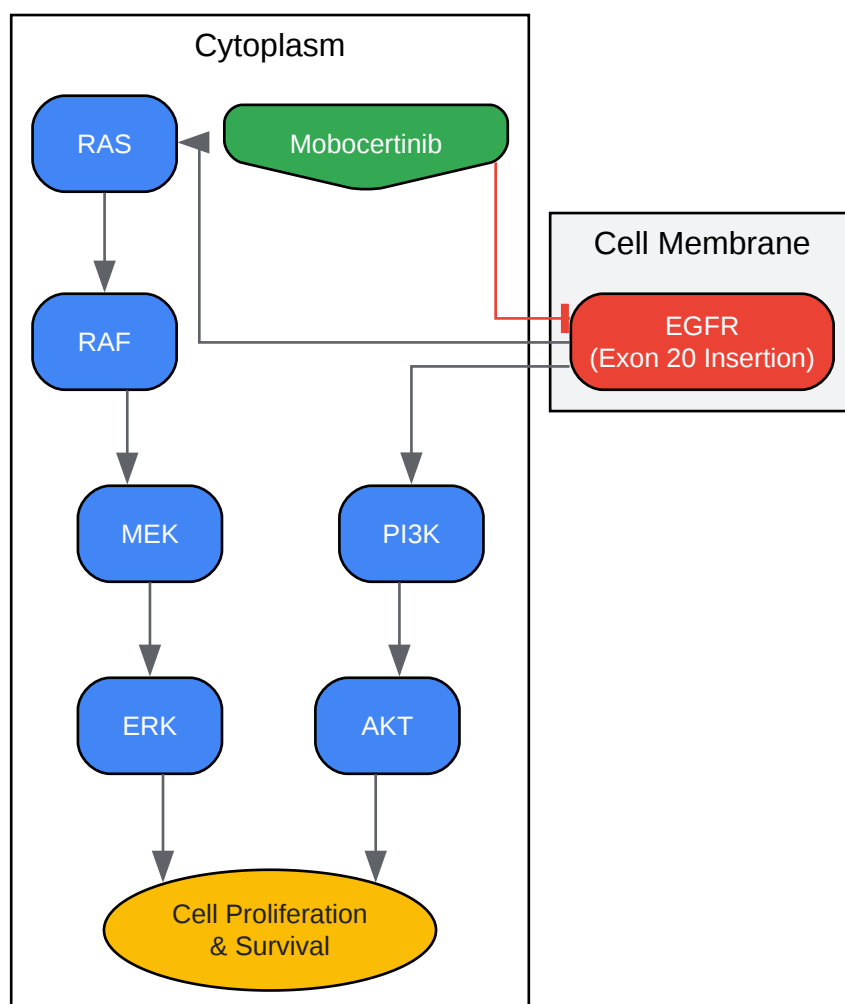 Cytoplasm
RAS
Mobocertinib
Cell Membrane
EGFR
(Exon 20 Insertion)
RAF
MEK
PI3K
ERK
AKT
Cell Proliferation
& Survival